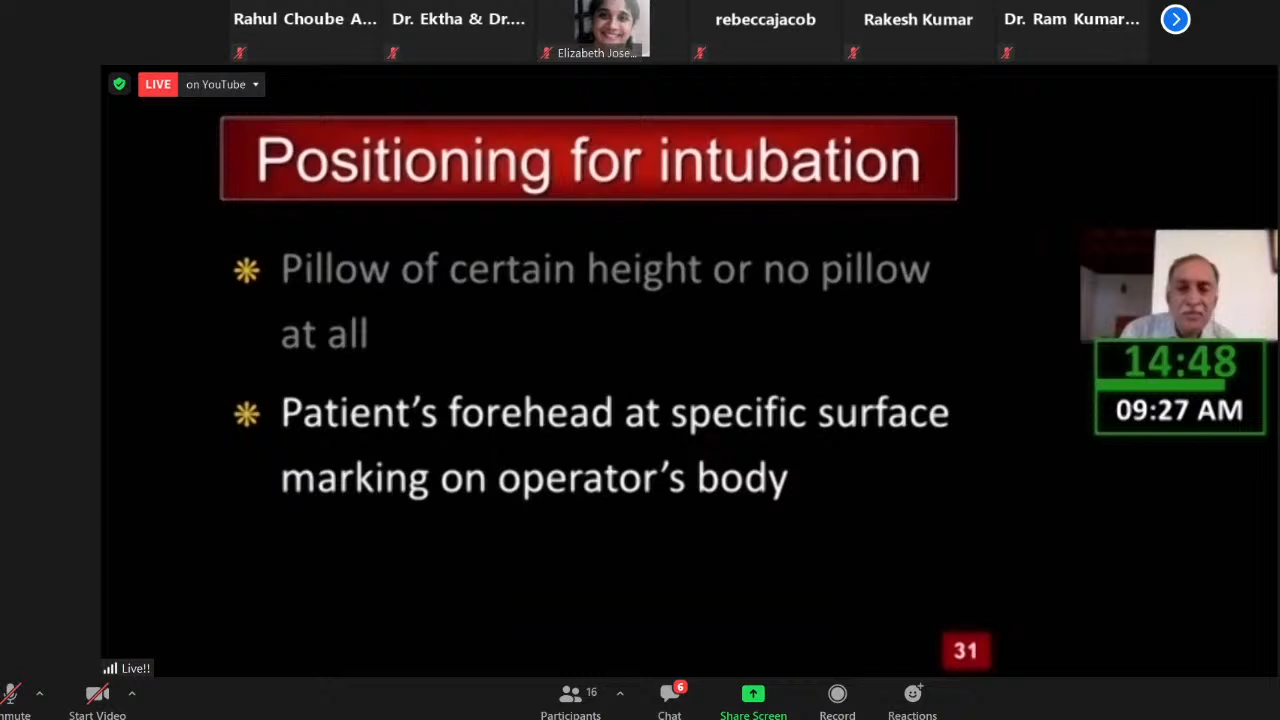 Rahul Choube A... Dr. Ektha & Dr.... rebeccajacob Rakesh Kumar Dr. Ram Kumar...
Elizabeth Jose...
LIVE on YouTube
Positioning for intubation
Pillow of certain height or no pillow
at all
Patient's forehead at specific surface
marking on operator's body
14:48
09:27 AM
31
Live!!
16
6
nmute Start Video Participants Chat Share Screen Record Reactions